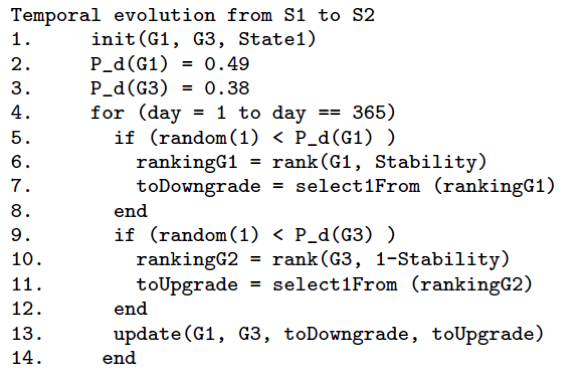 Temporal evolution from S1 to S2
1. init(G1, G3, State1)
2. P_d(G1) = 0.49
3. P_d(G3) = 0.38
4. for (day = 1 to day == 365)
5. if (random(1) < P_d(G1) )
6. rankingG1 = rank(G1, Stability)
7. toDowngrade = select1From (rankingG1)
8. end
9. if (random(1) < P_d(G3) )
10. rankingG2 = rank(G3, 1-Stability)
11. toUpgrade = select1From (rankingG2)
12. end
13. update(G1, G3, toDowngrade, toUpgrade)
14. end